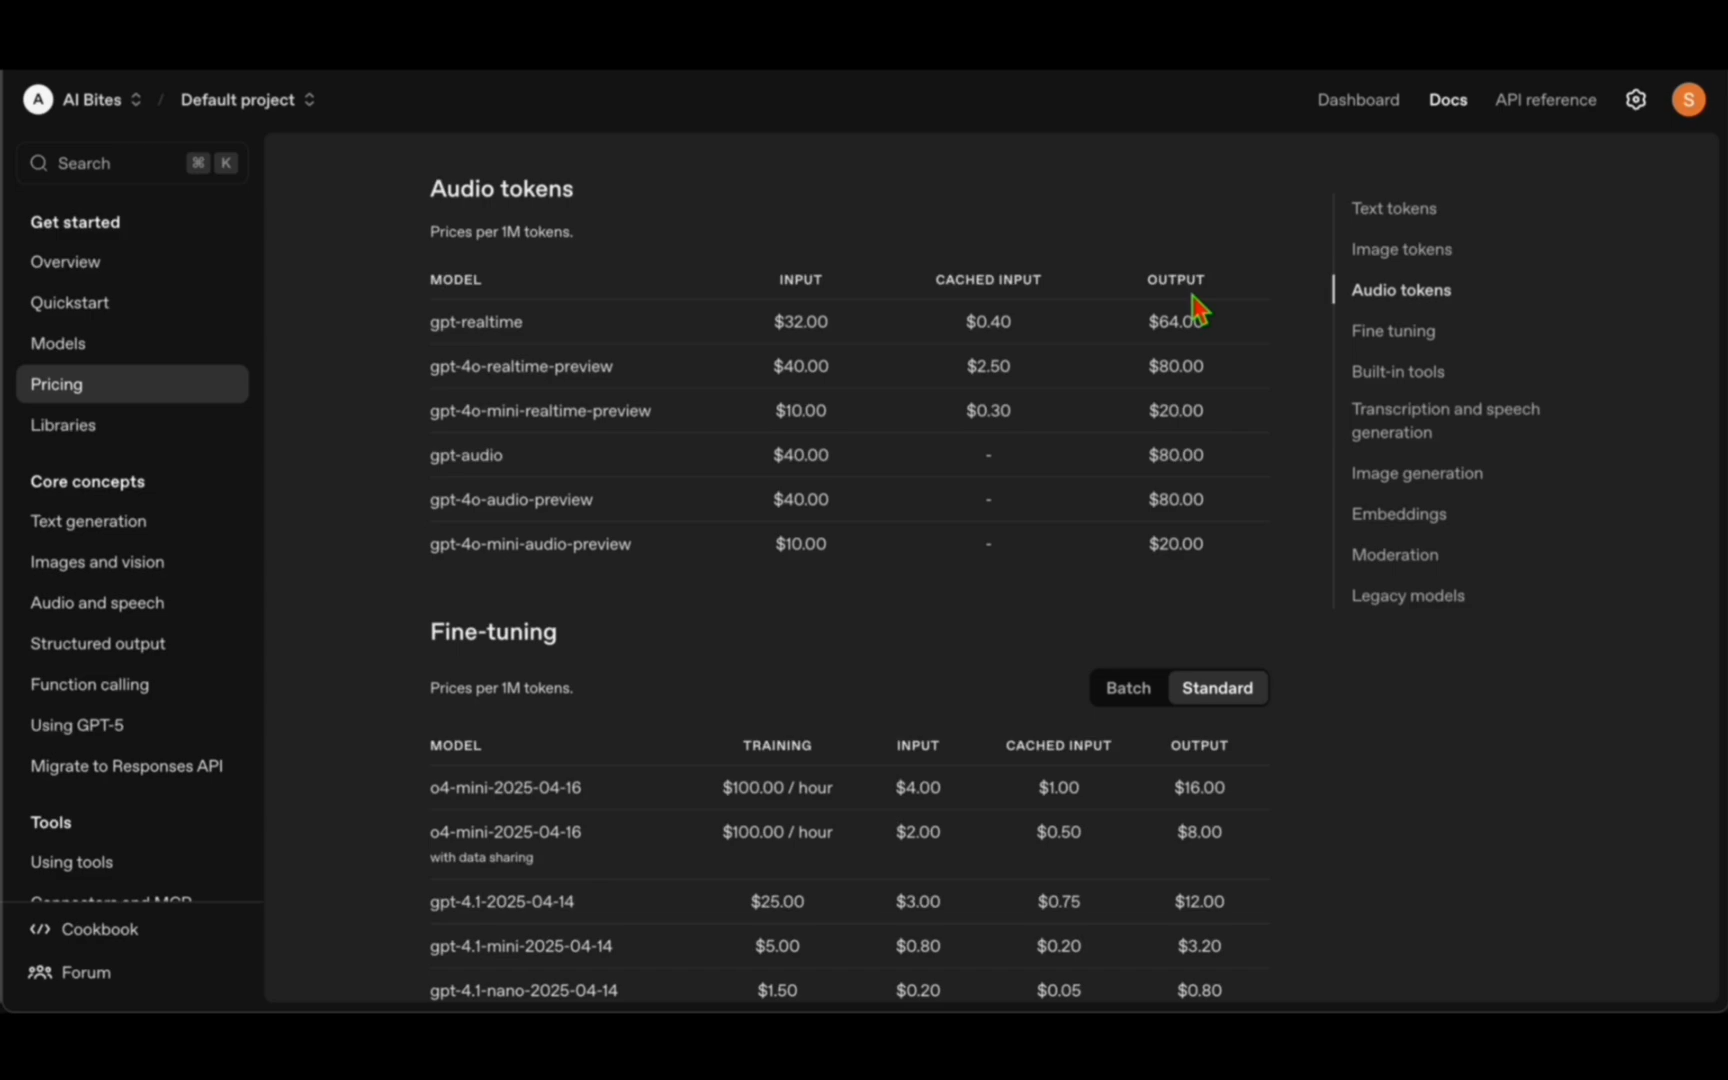 A AI Bites / Default project
Dashboard Docs API reference S
Search ⌘ K
Get started
Overview
Quickstart
Models
Pricing
Libraries
Core concepts
Text generation
Images and vision
Audio and speech
Structured output
Function calling
Using GPT-5
Migrate to Responses API
Tools
Using tools
Connectors and MCP
Cookbook
Forum
Audio tokens
Prices per 1M tokens.
MODEL INPUT CACHED INPUT OUTPUT
gpt-realtime $32.00 $0.40 $64.00
gpt-4o-realtime-preview $40.00 $2.50 $80.00
gpt-4o-mini-realtime-preview $10.00 $0.30 $20.00
gpt-audio $40.00 - $80.00
gpt-4o-audio-preview $40.00 - $80.00
gpt-4o-mini-audio-preview $10.00 - $20.00
Fine-tuning
Prices per 1M tokens.
Batch Standard
MODEL TRAINING INPUT CACHED INPUT OUTPUT
o4-mini-2025-04-16 $100.00 / hour $4.00 $1.00 $16.00
o4-mini-2025-04-16 $100.00 / hour $2.00 $0.50 $8.00
with data sharing
gpt-4.1-2025-04-14 $25.00 $3.00 $0.75 $12.00
gpt-4.1-mini-2025-04-14 $5.00 $0.80 $0.20 $3.20
gpt-4.1-nano-2025-04-14 $1.50 $0.20 $0.05 $0.80
Text tokens
Image tokens
Audio tokens
Fine tuning
Built-in tools
Transcription and speech
generation
Image generation
Embeddings
Moderation
Legacy models